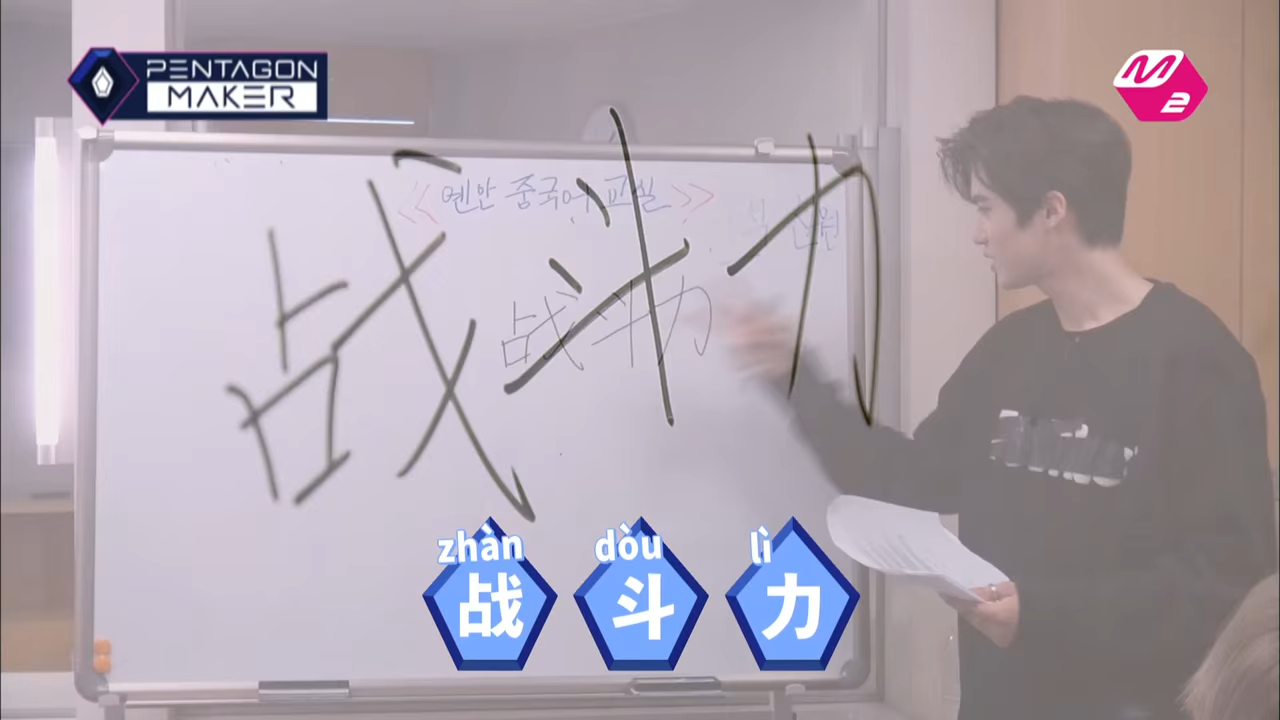 PENTAGON
MAKER
M2
<< 옌안 중국어 교실 >>
战斗力
战斗力
zhàn dòu lì
战 斗 力